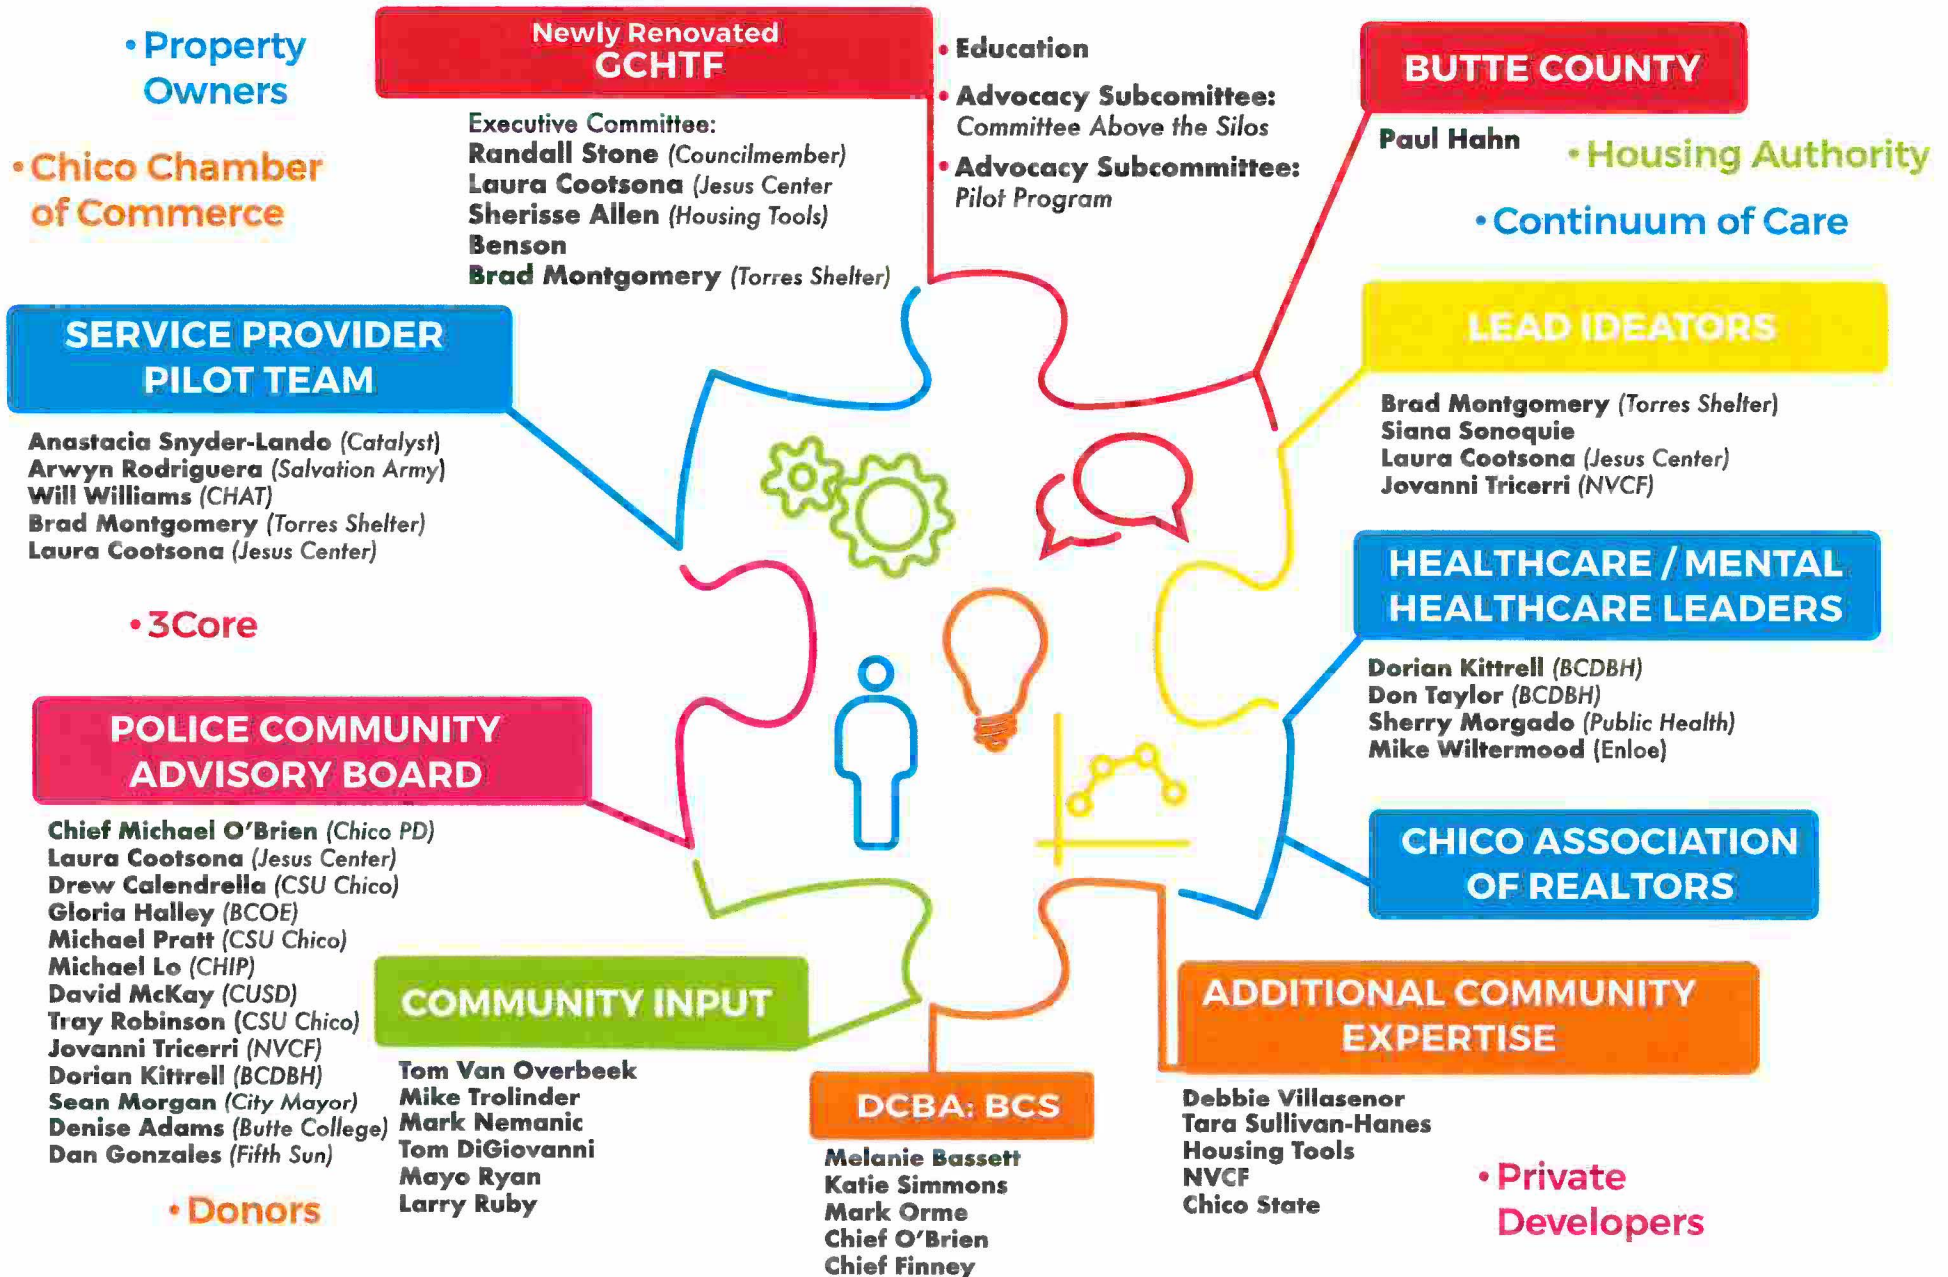 • Property
Owners
• Chico Chamber
of Commerce
Newly Renovated
GCHTF
Executive Committee:
Randall Stone (Councilmember)
Laura Cootsona (Jesus Center
Sherisse Allen (Housing Tools)
Benson
Brad Montgomery (Torres Shelter)
• Education
• Advocacy Subcomittee:
Committee Above the Silos
• Advocacy Subcommittee:
Pilot Program
BUTTE COUNTY
Paul Hahn
• Housing Authority
• Continuum of Care
SERVICE PROVIDER
PILOT TEAM
Anastacia Snyder-Lando (Catalyst)
Arwyn Rodriguera (Salvation Army)
Will Williams (CHAT)
Brad Montgomery (Torres Shelter)
Laura Cootsona (Jesus Center)
LEAD IDEATORS
Brad Montgomery (Torres Shelter)
Siana Sonoquie
Laura Cootsona (Jesus Center)
Jovanni Tricerri (NVCF)
• 3Core
HEALTHCARE / MENTAL
HEALTHCARE LEADERS
Dorian Kittrell (BCDBH)
Don Taylor (BCDBH)
Sherry Morgado (Public Health)
Mike Wiltermood (Enloe)
POLICE COMMUNITY
ADVISORY BOARD
Chief Michael O'Brien (Chico PD)
Laura Cootsona (Jesus Center)
Drew Calendrella (CSU Chico)
Gloria Halley (BCOE)
Michael Pratt (CSU Chico)
Michael Lo (CHIP)
David McKay (CUSD)
Tray Robinson (CSU Chico)
Jovanni Tricerri (NVCF)
Dorian Kittrell (BCDBH)
Sean Morgan (City Mayor)
Denise Adams (Butte College)
Dan Gonzales (Fifth Sun)
• Donors
CHICO ASSOCIATION
OF REALTORS
COMMUNITY INPUT
Tom Van Overbeek
Mike Trolinder
Mark Nemanic
Tom DiGiovanni
Mayo Ryan
Larry Ruby
DCBA: BCS
Melanie Bassett
Katie Simmons
Mark Orme
Chief O'Brien
Chief Finney
ADDITIONAL COMMUNITY
EXPERTISE
Debbie Villasenor
Tara Sullivan-Hanes
Housing Tools
NVCF
Chico State
• Private
Developers